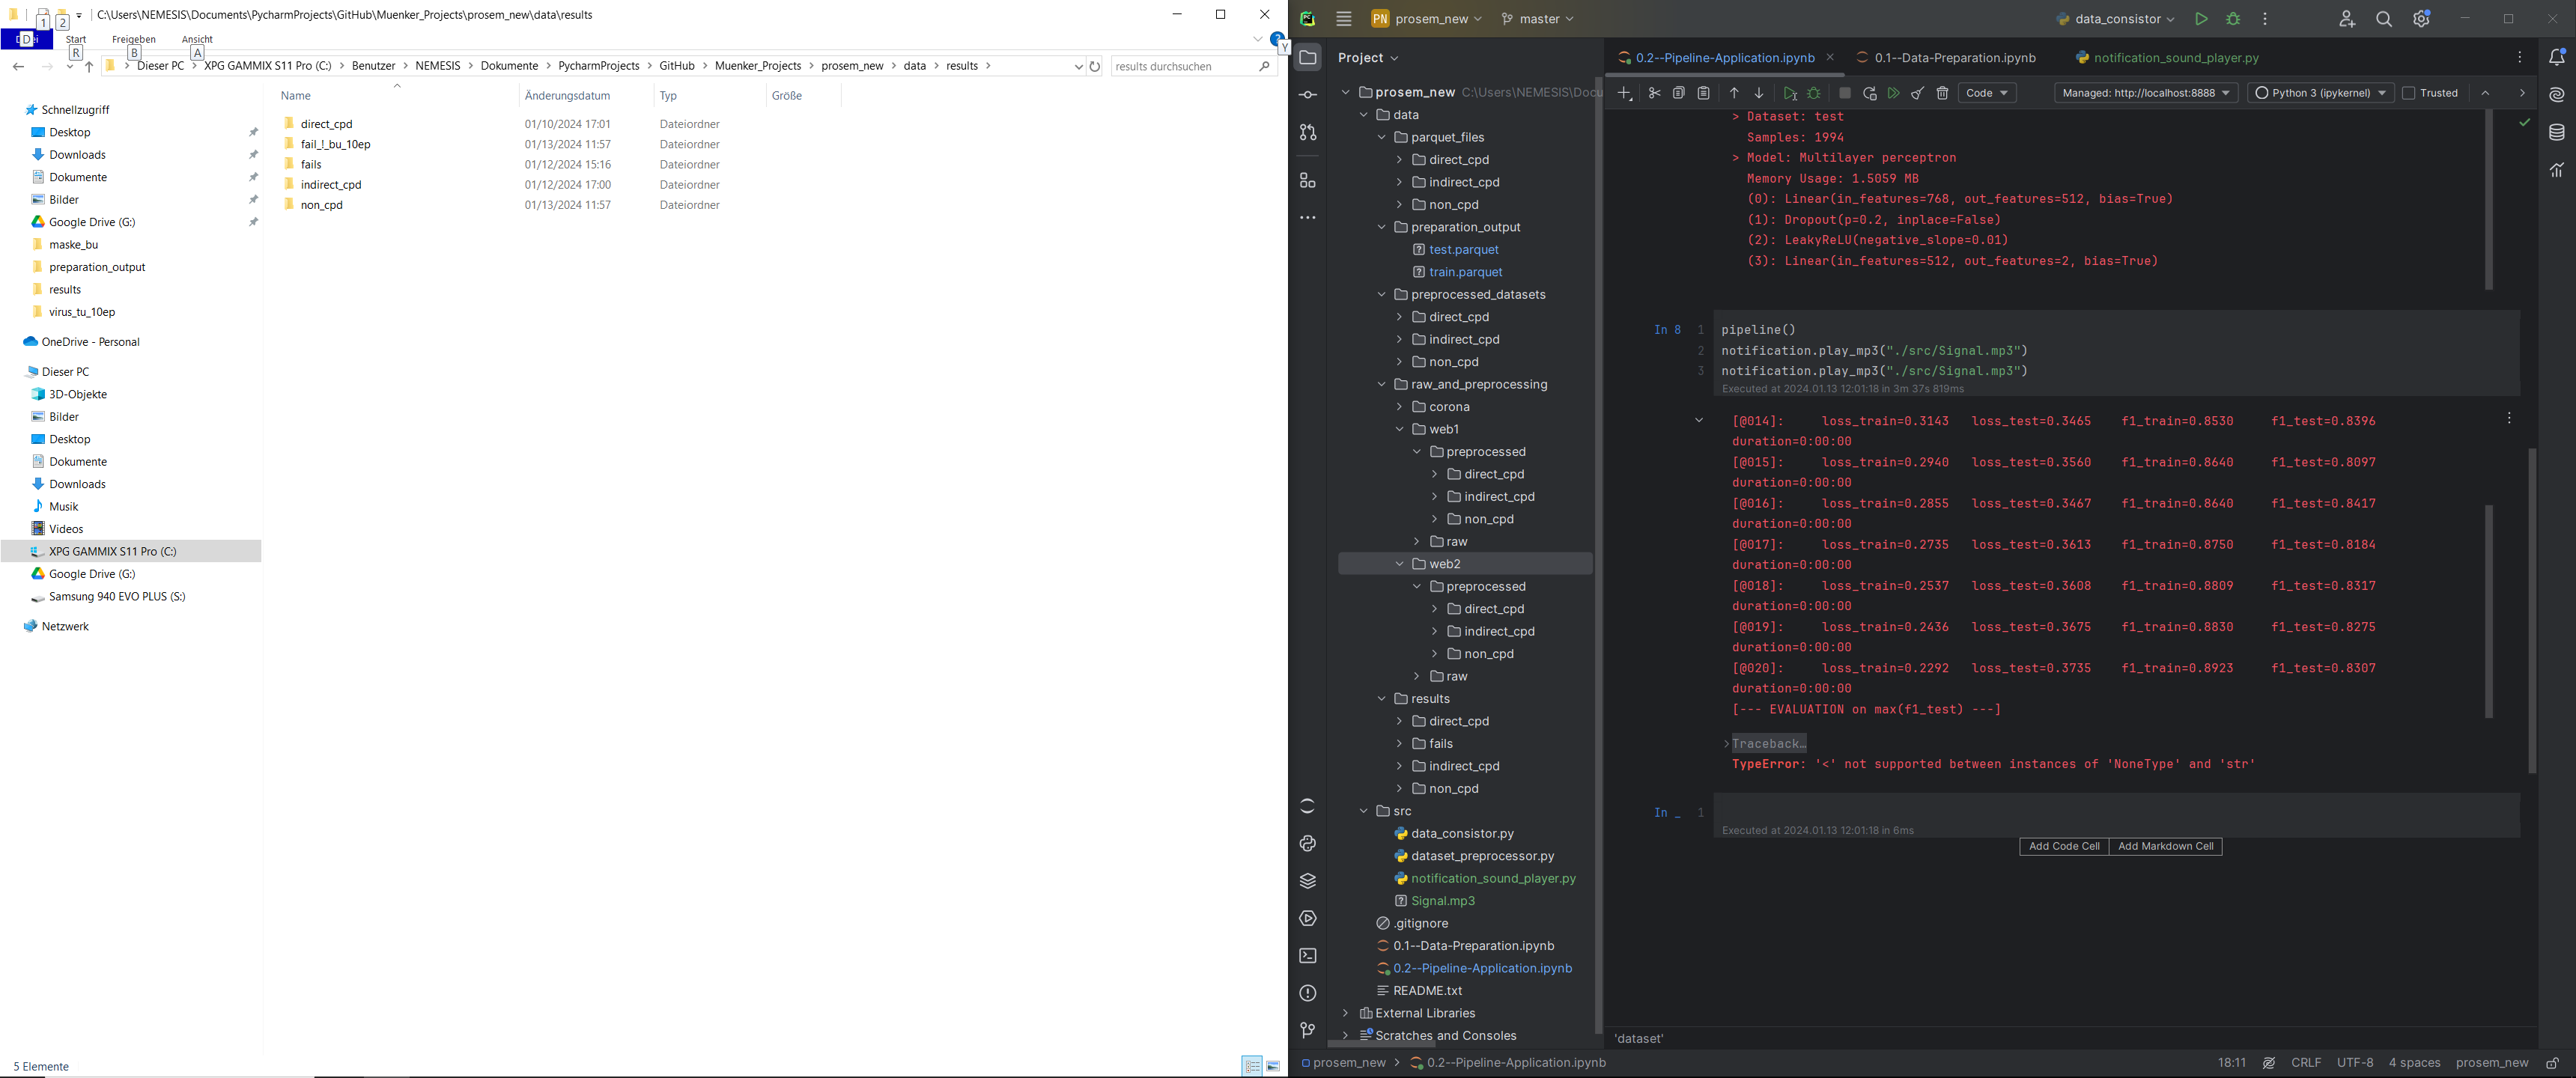 C:\Users\NEMESIS\Documents\PycharmProjects\GitHub\Muenker_Projects\prosem_new\data\results
1 2
D Start Freigeben Ansicht
R B A Y
Dieser PC > XPG GAMMIX S11 Pro (C:) > Benutzer > NEMESIS > Dokumente > PycharmProjects > GitHub > Muenker_Projects > prosem_new > data > results >
results durchsuchen
Name Änderungsdatum Typ Größe
direct_cpd 01/10/2024 17:01 Dateiordner
fail_!_bu_10ep 01/13/2024 11:57 Dateiordner
fails 01/12/2024 15:16 Dateiordner
indirect_cpd 01/12/2024 17:00 Dateiordner
non_cpd 01/13/2024 11:57 Dateiordner
Schnellzugriff
Desktop
Downloads
Dokumente
Bilder
Google Drive (G:)
maske_bu
preparation_output
results
virus_tu_10ep
OneDrive - Personal
Dieser PC
3D-Objekte
Bilder
Desktop
Dokumente
Downloads
Musik
Videos
XPG GAMMIX S11 Pro (C:)
Google Drive (G:)
Samsung 940 EVO PLUS (S:)
Netzwerk
5 Elemente
PN prosem_new master data_consistor
Project
prosem_new C:\Users\NEMESIS\Docu
data
parquet_files
direct_cpd
indirect_cpd
non_cpd
preparation_output
test.parquet
train.parquet
preprocessed_datasets
direct_cpd
indirect_cpd
non_cpd
raw_and_preprocessing
corona
web1
preprocessed
direct_cpd
indirect_cpd
non_cpd
raw
web2
preprocessed
direct_cpd
indirect_cpd
non_cpd
raw
results
direct_cpd
fails
indirect_cpd
non_cpd
src
data_consistor.py
dataset_preprocessor.py
notification_sound_player.py
Signal.mp3
.gitignore
0.1--Data-Preparation.ipynb
0.2--Pipeline-Application.ipynb
README.txt
External Libraries
Scratches and Consoles
0.2--Pipeline-Application.ipynb 0.1--Data-Preparation.ipynb notification_sound_player.py
Code Managed: http://localhost:8888 Python 3 (ipykernel) Trusted
> Dataset: test
Samples: 1994
> Model: Multilayer perceptron
Memory Usage: 1.5059 MB
(0): Linear(in_features=768, out_features=512, bias=True)
(1): Dropout(p=0.2, inplace=False)
(2): LeakyReLU(negative_slope=0.01)
(3): Linear(in_features=512, out_features=2, bias=True)
In 8 1 pipeline()
2 notification.play_mp3("./src/Signal.mp3")
3 notification.play_mp3("./src/Signal.mp3")
Executed at 2024.01.13 12:01:18 in 3m 37s 819ms
[@014]: loss_train=0.3143 loss_test=0.3465 f1_train=0.8530 f1_test=0.8396
duration=0:00:00
[@015]: loss_train=0.2940 loss_test=0.3560 f1_train=0.8640 f1_test=0.8097
duration=0:00:00
[@016]: loss_train=0.2855 loss_test=0.3467 f1_train=0.8640 f1_test=0.8417
duration=0:00:00
[@017]: loss_train=0.2735 loss_test=0.3613 f1_train=0.8750 f1_test=0.8184
duration=0:00:00
[@018]: loss_train=0.2537 loss_test=0.3608 f1_train=0.8809 f1_test=0.8317
duration=0:00:00
[@019]: loss_train=0.2436 loss_test=0.3675 f1_train=0.8830 f1_test=0.8275
duration=0:00:00
[@020]: loss_train=0.2292 loss_test=0.3735 f1_train=0.8923 f1_test=0.8307
duration=0:00:00
[--- EVALUATION on max(f1_test) ---]
Traceback…
TypeError: '<' not supported between instances of 'NoneType' and 'str'
In _ 1
Executed at 2024.01.13 12:01:18 in 6ms
Add Code Cell Add Markdown Cell
'dataset'
prosem_new > 0.2--Pipeline-Application.ipynb 18:11 CRLF UTF-8 4 spaces prosem_new